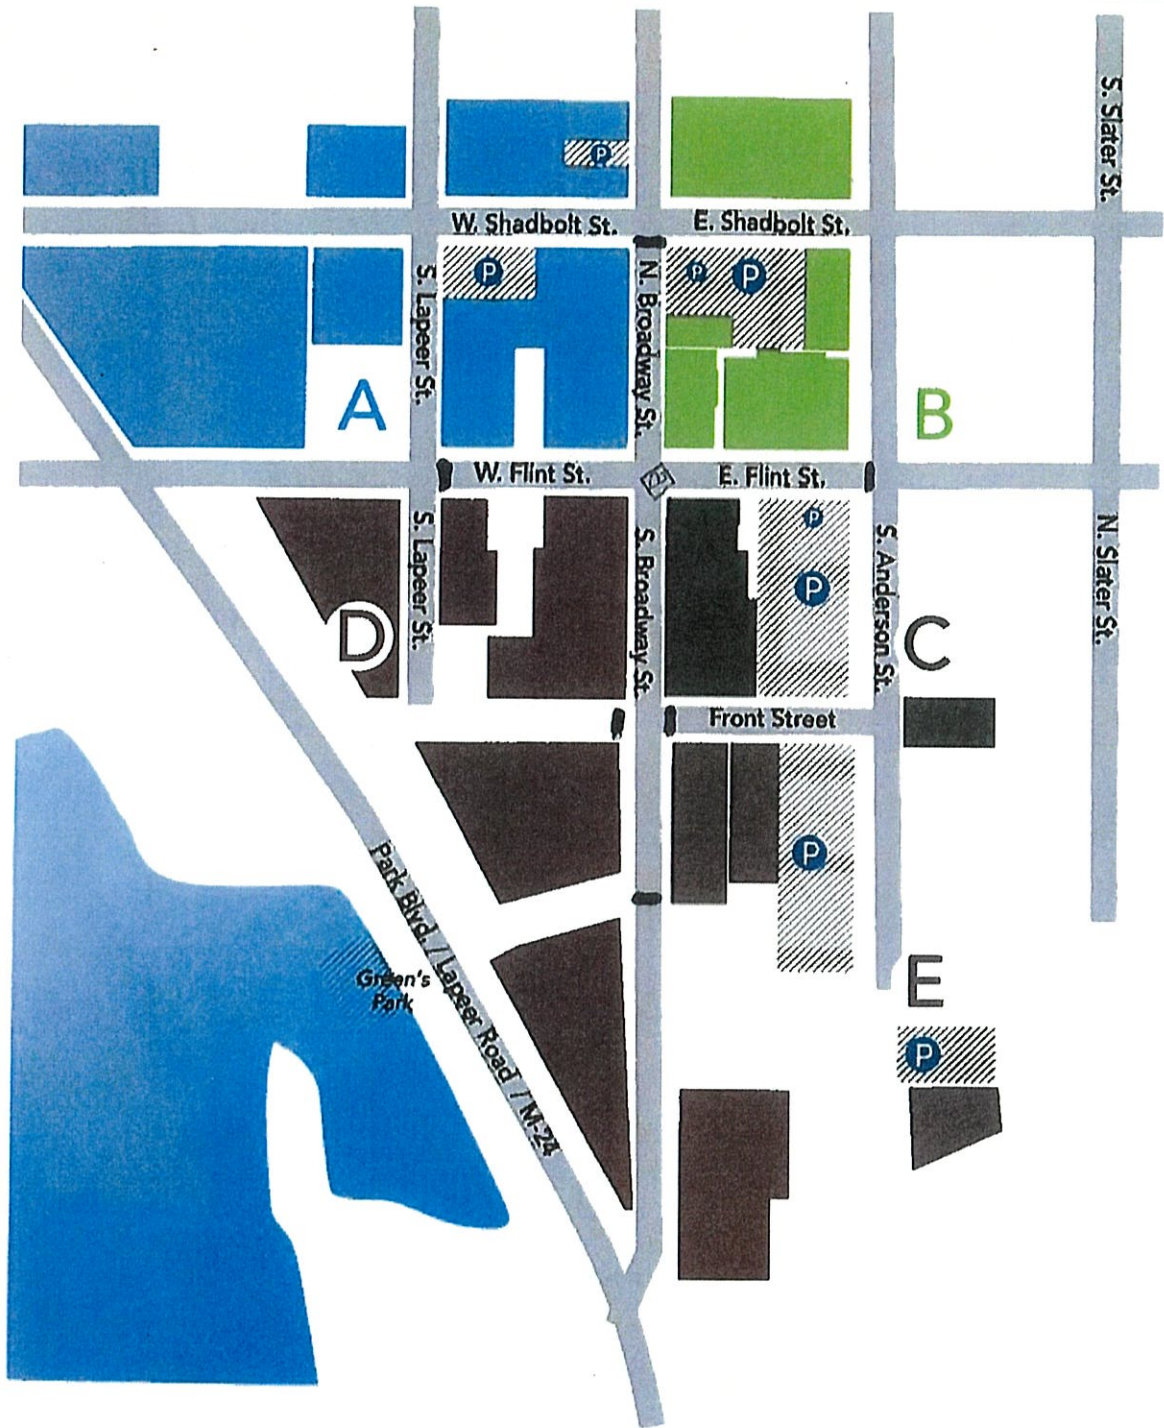 S. Slater St.
P
W. Shadbolt St.
E. Shadbolt St.
P
P
P
S. Lapeer St.
N. Broadway St.
A
B
W. Flint St.
E. Flint St.
P
P
S. Lapeer St.
S. Broadway St.
S. Anderson St.
N. Slater St.
D
C
Front Street
P
Park Blvd. / Lapeer Road / M-24
Green's
Park
E
P